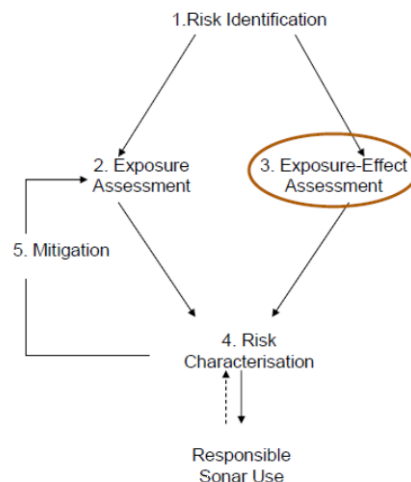 1.Risk Identification
2. Exposure
Assessment
3. Exposure-Effect
Assessment
5. Mitigation
4. Risk
Characterisation
Responsible
Sonar Use